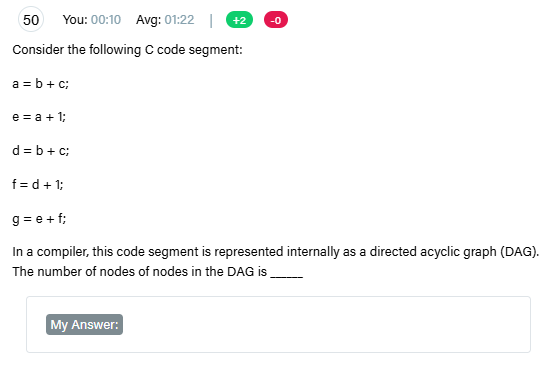 50 You: 00:10 Avg: 01:22 | +2 -0
Consider the following C code segment:
a = b + c;
e = a + 1;
d = b + c;
f = d + 1;
g = e + f;
In a compiler, this code segment is represented internally as a directed acyclic graph (DAG).
The number of nodes of nodes in the DAG is ______
My Answer: